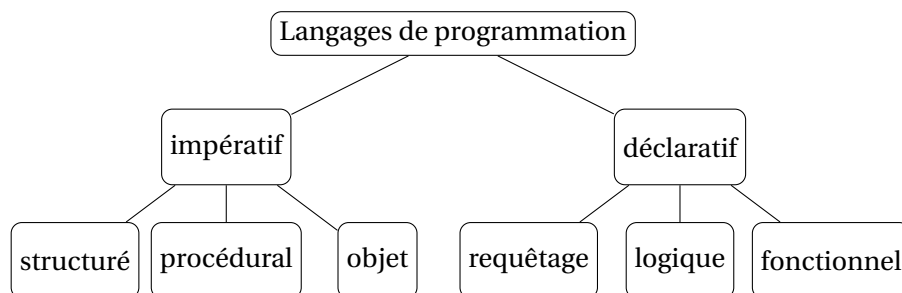 Langages de programmation
impératif
déclaratif
structuré
procédural
objet
requêtage
logique
fonctionnel